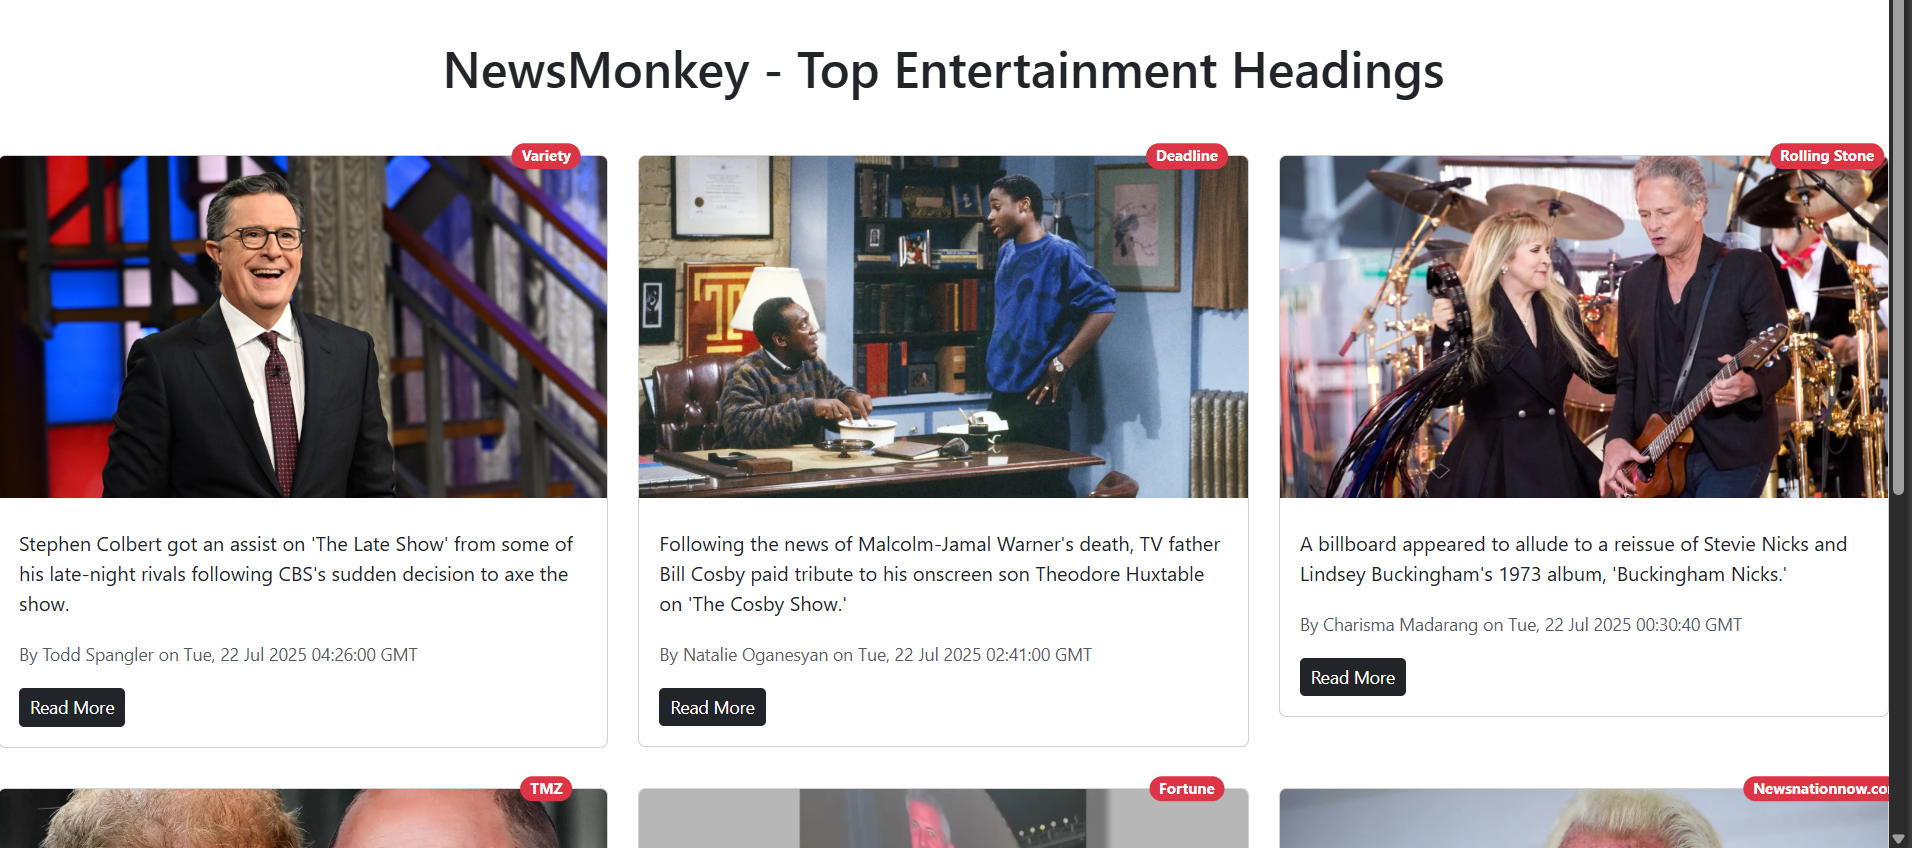 NewsMonkey - Top Entertainment Headings
Variety
Deadline
Rolling Stone
Stephen Colbert got an assist on 'The Late Show' from some of
his late-night rivals following CBS's sudden decision to axe the
show.
By Todd Spangler on Tue, 22 Jul 2025 04:26:00 GMT
Read More
Following the news of Malcolm-Jamal Warner's death, TV father
Bill Cosby paid tribute to his onscreen son Theodore Huxtable
on 'The Cosby Show.'
By Natalie Oganesyan on Tue, 22 Jul 2025 02:41:00 GMT
Read More
A billboard appeared to allude to a reissue of Stevie Nicks and
Lindsey Buckingham's 1973 album, 'Buckingham Nicks.'
By Charisma Madarang on Tue, 22 Jul 2025 00:30:40 GMT
Read More
TMZ
Fortune
Newsnationnow.co